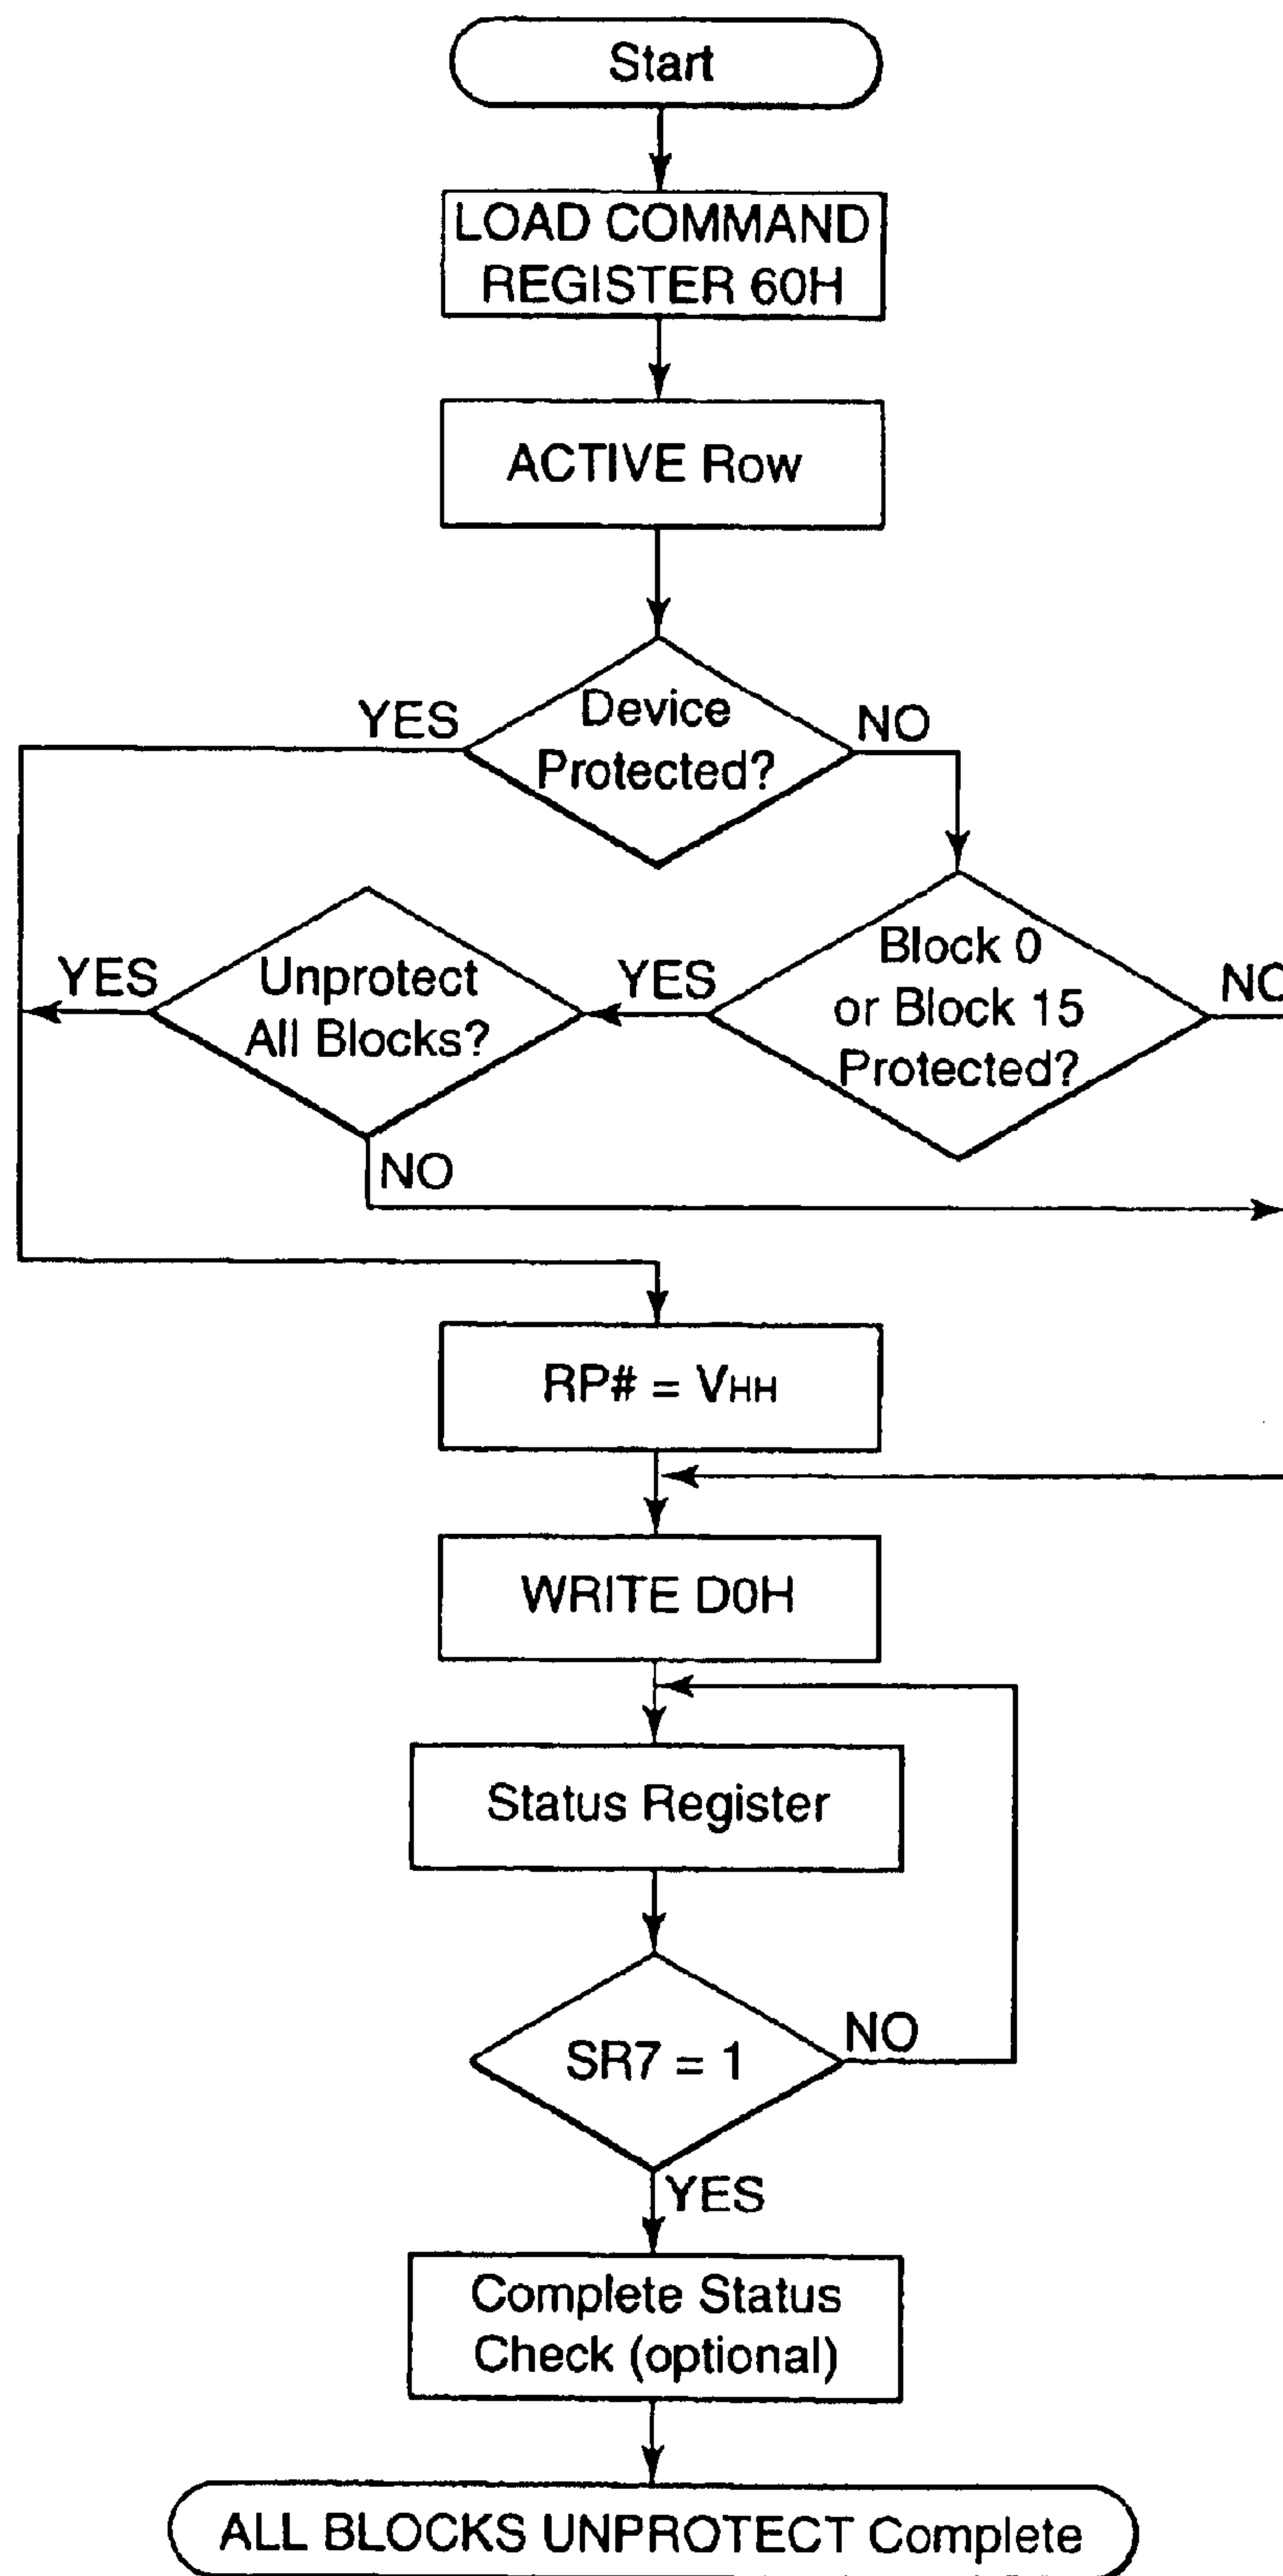 Start
LOAD COMMAND
REGISTER 60H
ACTIVE Row
YES
Device
Protected?
NO
YES
Unprotect
All Blocks?
YES
Block 0
or Block 15
Protected?
NO
NO
RP# = VHH
WRITE D0H
Status Register
SR7 = 1
NO
YES
Complete Status
Check (optional)
ALL BLOCKS UNPROTECT Complete